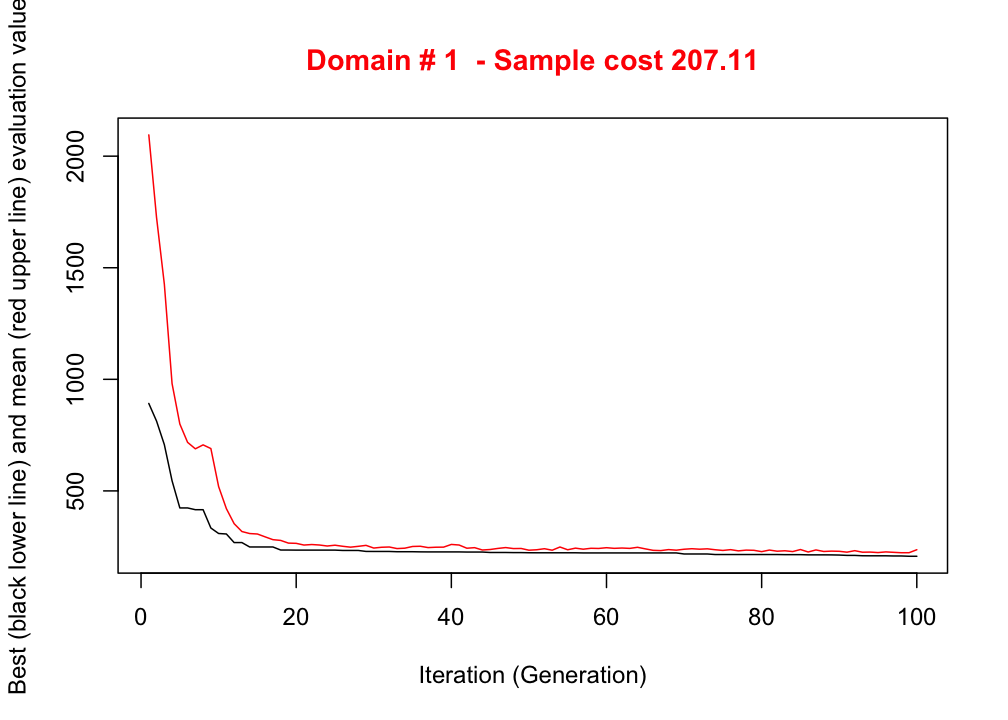 Domain # 1  - Sample cost 207.11
Best (black lower line) and mean (red upper line) evaluation value
2000
1500
1000
500
0 20 40 60 80 100
Iteration (Generation)